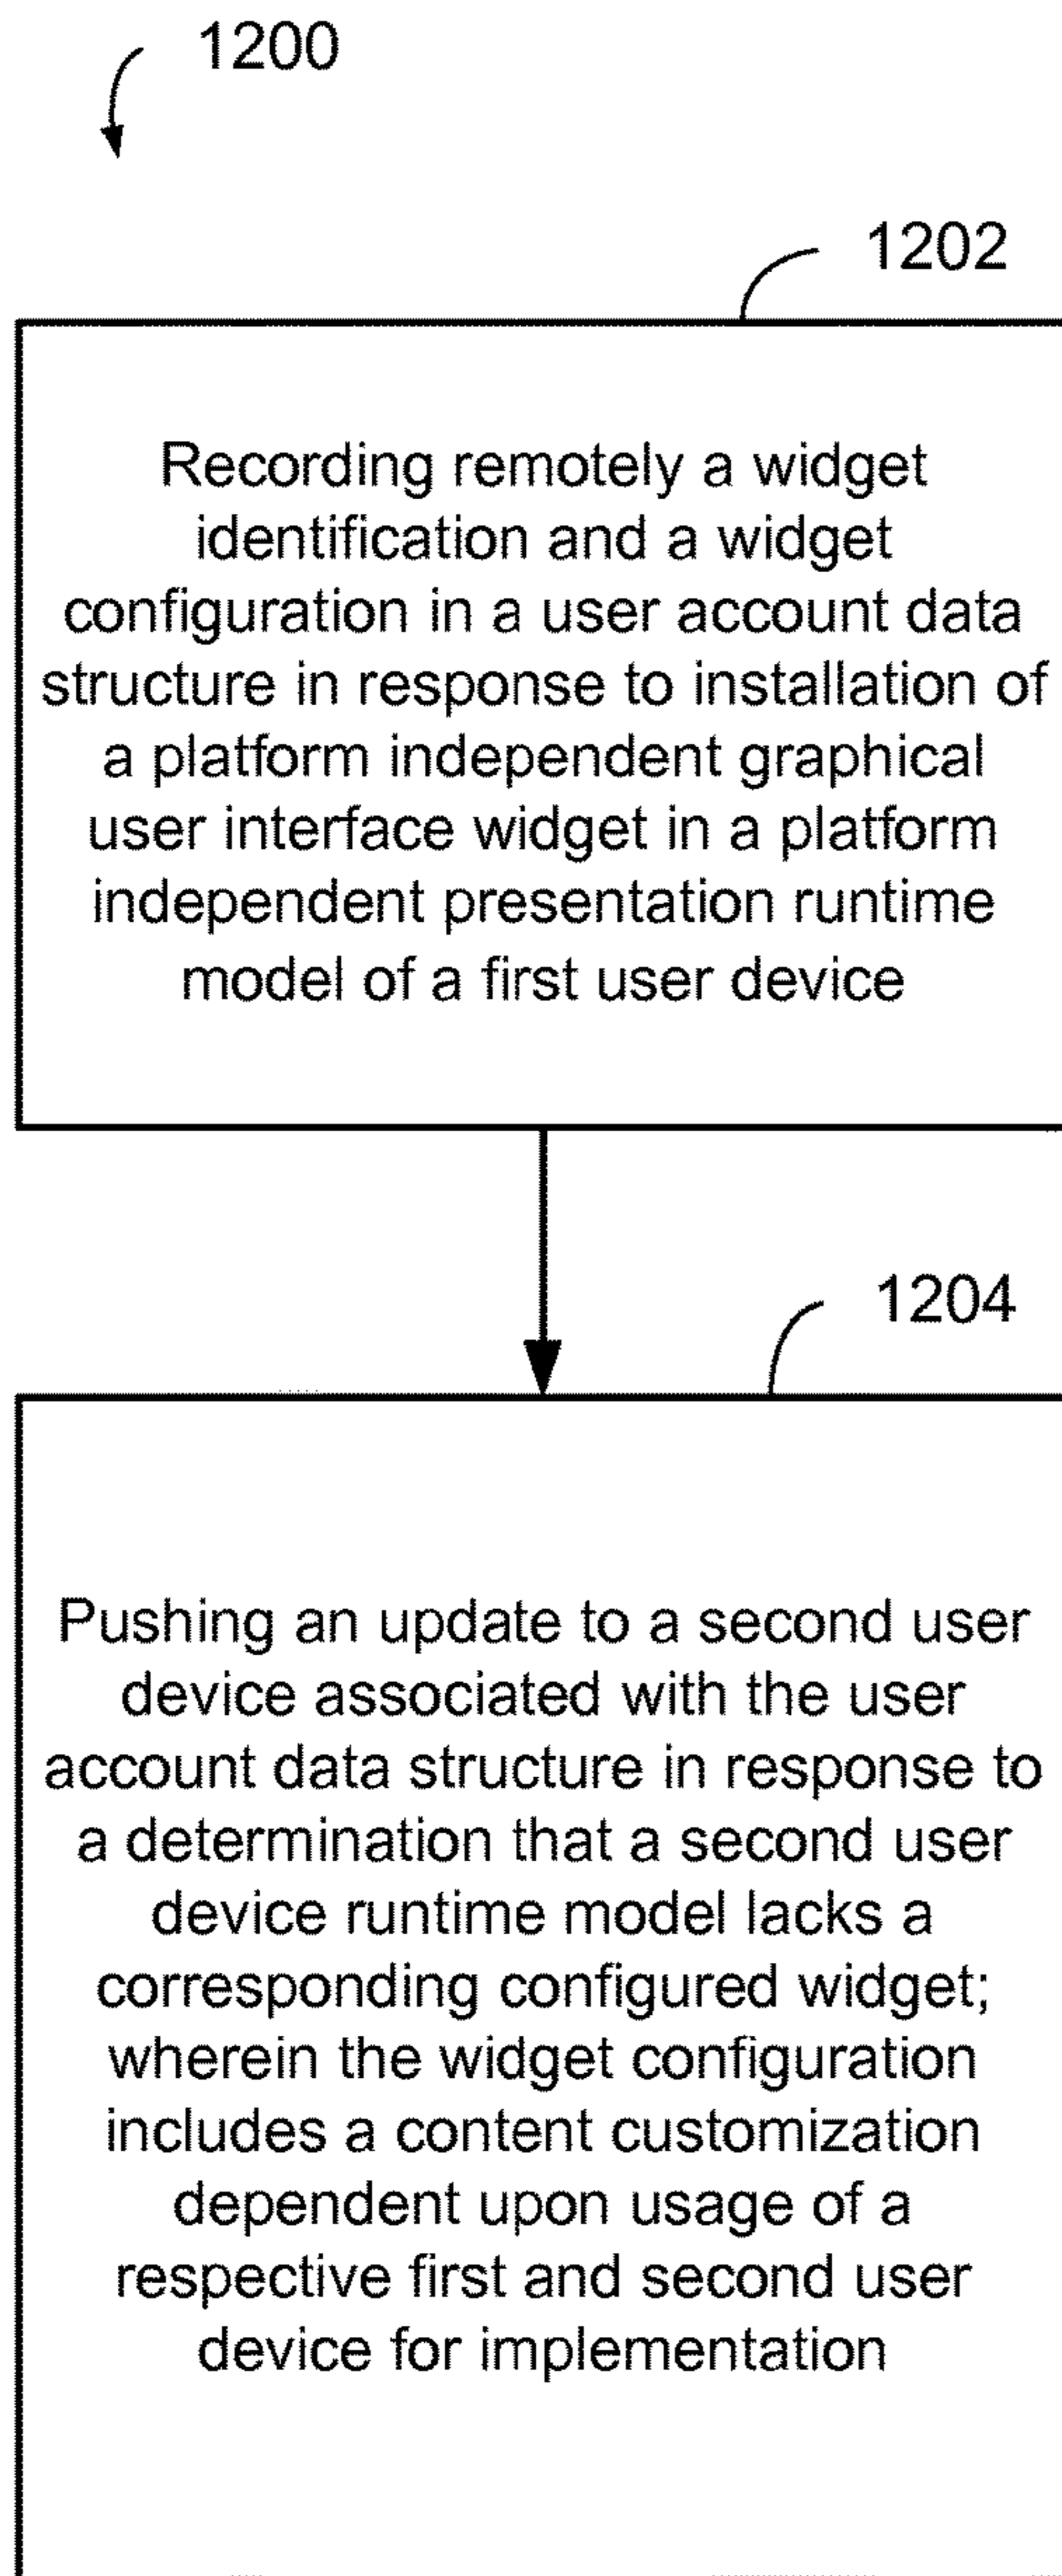 1200
1202
Recording remotely a widget
identification and a widget
configuration in a user account data
structure in response to installation of
a platform independent graphical
user interface widget in a platform
independent presentation runtime
model of a first user device
1204
Pushing an update to a second user
device associated with the user
account data structure in response to
a determination that a second user
device runtime model lacks a
corresponding configured widget;
wherein the widget configuration
includes a content customization
dependent upon usage of a
respective first and second user
device for implementation